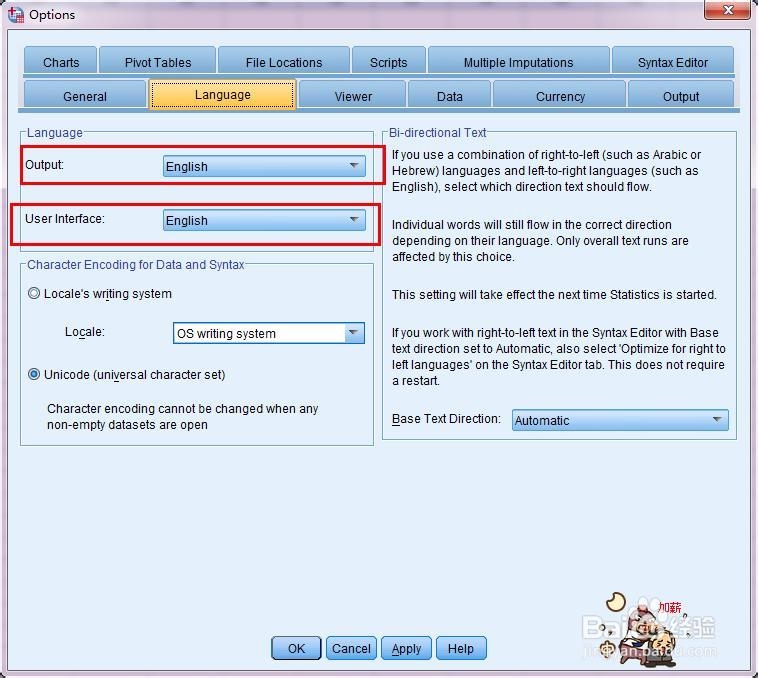 Options
Charts
Pivot Tables
File Locations
Scripts
Multiple Imputations
Syntax Editor
General
Language
Viewer
Data
Currency
Output
Language
Output:
English
User Interface:
English
Character Encoding for Data and Syntax
Locale's writing system
Locale:
OS writing system
Unicode (universal character set)
Character encoding cannot be changed when any
non-empty datasets are open
Bi-directional Text
If you use a combination of right-to-left (such as Arabic or
Hebrew) languages and left-to-right languages (such as
English), select which direction text should flow.
Individual words will still flow in the correct direction
depending on their language. Only overall text runs are
affected by this choice.
This setting will take effect the next time Statistics is started.
If you work with right-to-left text in the Syntax Editor with Base
text direction set to Automatic, also select 'Optimize for right to
left languages' on the Syntax Editor tab. This does not require
a restart.
Base Text Direction:
Automatic
OK
Cancel
Apply
Help
加薪
Baidu经验
jingyan.baidu.com